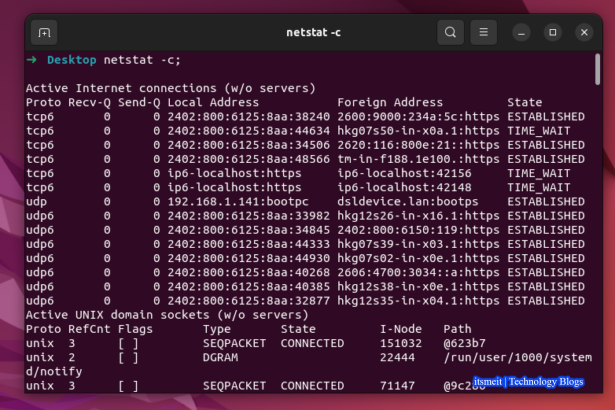 netstat -c
→ Desktop netstat -c;
Active Internet connections (w/o servers)
Proto Recv-Q Send-Q Local Address Foreign Address State
tcp6 0 0 2402:800:6125:8aa:38240 2600:9000:234a:5c:https ESTABLISHED
tcp6 0 0 2402:800:6125:8aa:44634 hkg07s50-in-x0a.1:https TIME_WAIT
tcp6 0 0 2402:800:6125:8aa:34506 2620:116:800e:21::https ESTABLISHED
tcp6 0 0 2402:800:6125:8aa:48566 tm-in-f188.1e100.:https ESTABLISHED
tcp6 0 0 ip6-localhost:https ip6-localhost:42156 TIME_WAIT
tcp6 0 0 ip6-localhost:https ip6-localhost:42148 TIME_WAIT
udp 0 0 192.168.1.141:bootpc dsldevice.lan:bootps ESTABLISHED
udp6 0 0 2402:800:6125:8aa:33982 hkg12s26-in-x16.1:https ESTABLISHED
udp6 0 0 2402:800:6125:8aa:34845 2402:800:6150:119:https ESTABLISHED
udp6 0 0 2402:800:6125:8aa:44333 hkg07s39-in-x03.1:https ESTABLISHED
udp6 0 0 2402:800:6125:8aa:44930 hkg07s02-in-x0e.1:https ESTABLISHED
udp6 0 0 2402:800:6125:8aa:40268 2606:4700:3034::a:https ESTABLISHED
udp6 0 0 2402:800:6125:8aa:40385 hkg12s38-in-x0e.1:https ESTABLISHED
udp6 0 0 2402:800:6125:8aa:32877 hkg12s35-in-x04.1:https ESTABLISHED
Active UNIX domain sockets (w/o servers)
Proto RefCnt Flags Type State I-Node Path
unix 3 [ ] SEQPACKET CONNECTED 151032 @623b7
unix 2 [ ] DGRAM 22444 /run/user/1000/system
d/notify
unix 3 [ ] SEQPACKET CONNECTED 71147
itsmeit | Technology Blogs